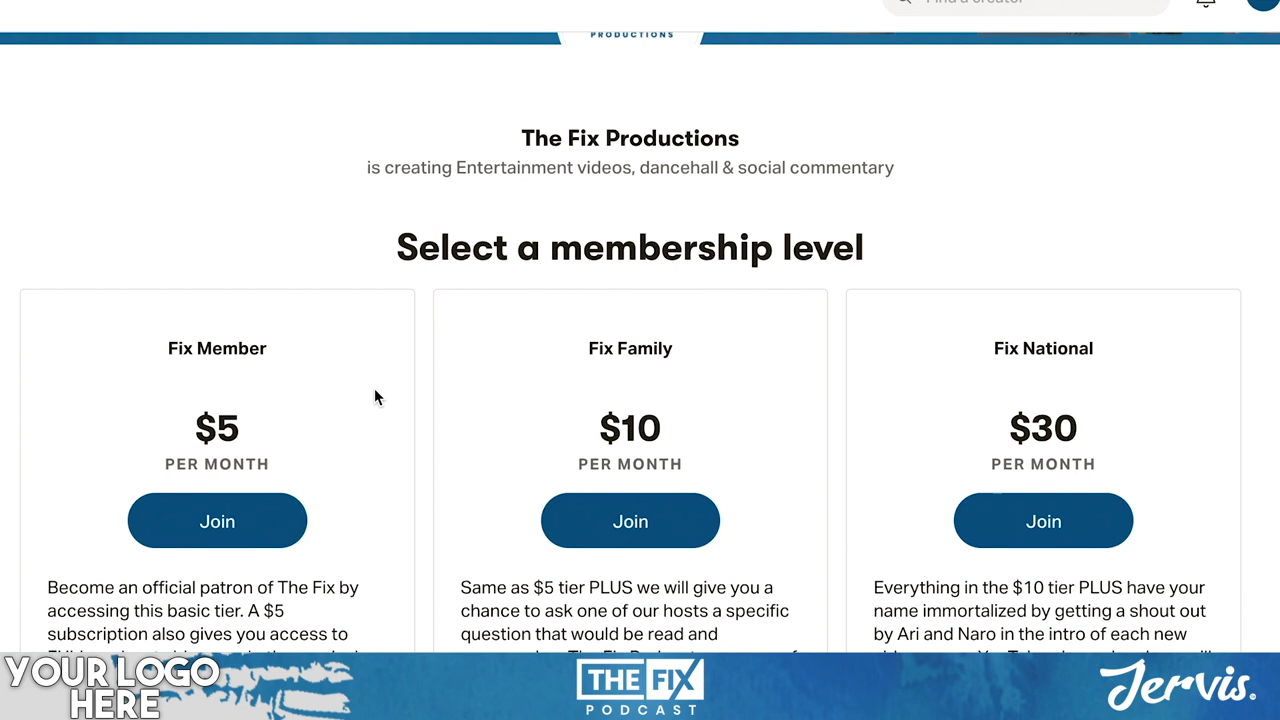 Find a creator
PRODUCTIONS
The Fix Productions
is creating Entertainment videos, dancehall & social commentary
Select a membership level
Fix Member
$5
PER MONTH
Join
Become an official patron of The Fix by
accessing this basic tier. A $5
subscription also gives you access to
Fix Family
$10
PER MONTH
Join
Same as $5 tier PLUS we will give you a
chance to ask one of our hosts a specific
question that would be read and
Fix National
$30
PER MONTH
Join
Everything in the $10 tier PLUS have your
name immortalized by getting a shout out
by Ari and Naro in the intro of each new
YOUR LOGO
HERE
THE FIX
PODCAST
Jervis.